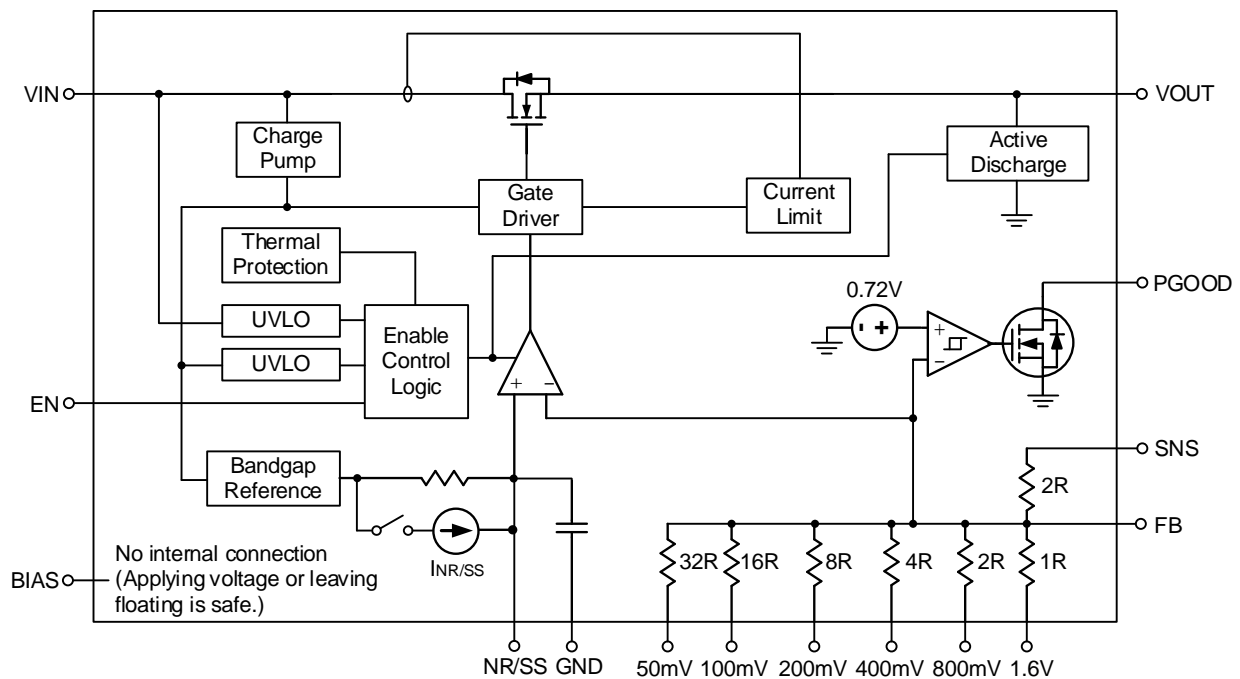 VIN
VOUT
Charge
Pump
Active
Discharge
Gate
Driver
Current
Limit
Thermal
Protection
PGOOD
0.72V
- +
UVLO
+
−
Enable
Control
Logic
UVLO
+ −
EN
SNS
Bandgap
Reference
2R
FB
INR/SS
No internal connection
(Applying voltage or leaving
floating is safe.)
BIAS
32R 16R 8R 4R 2R 1R
NR/SS GND 50mV 100mV 200mV 400mV 800mV 1.6V